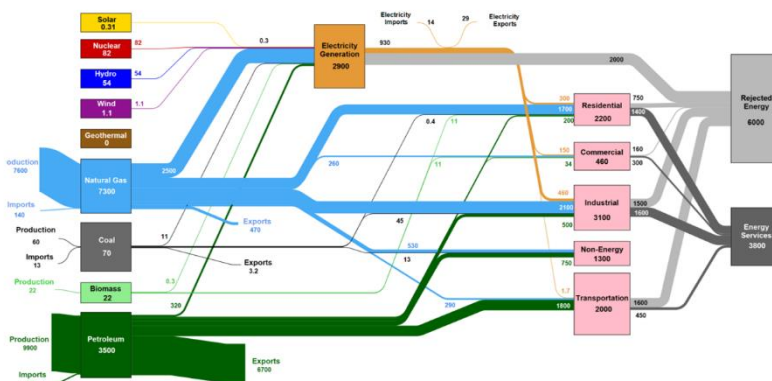 Solar
0.31
Nuclear
82
82
Hydro
54
54
Wind
1.1
1.1
Geothermal
0
oduction
7600
Imports
140
Natural Gas
7300
2500
Production
60
Imports
13
Coal
70
11
Production
22
Biomass
22
0.3
320
Production
9900
Imports
Petroleum
3500
0.3
Electricity
Generation
2900
930
Electricity
Imports
14
29
Electricity
Exports
2000
Exports
470
Exports
3.2
Exports
6700
260
45
530
13
290
0.4
11
11
300
1700
200
Residential
2200
750
1400
150
34
Commercial
460
160
300
460
2100
500
Industrial
3100
1500
1600
750
Non-Energy
1300
1.7
1800
Transportation
2000
1600
450
Rejected
Energy
6000
Energy
Services
3800